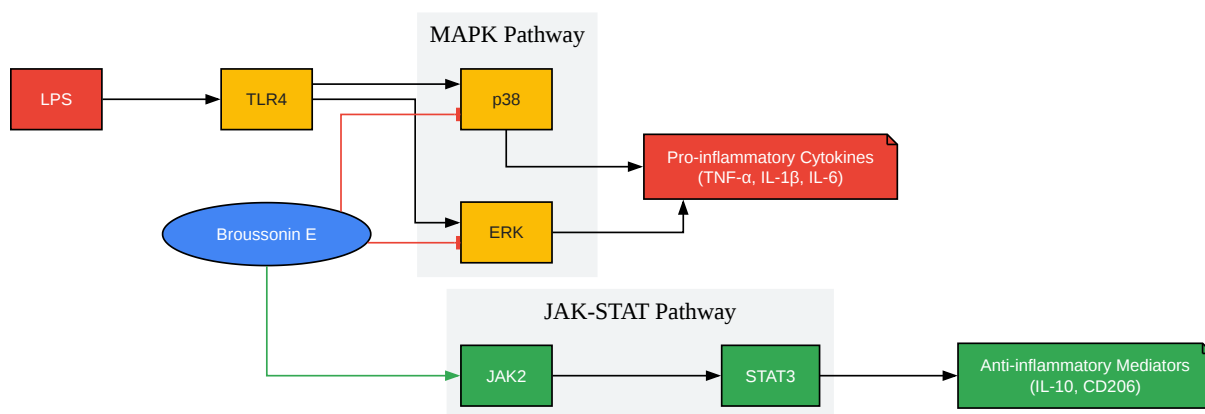 MAPK Pathway
LPS
TLR4
p38
Pro-inflammatory Cytokines
(TNF-α, IL-1β, IL-6)
Broussonin E
ERK
JAK-STAT Pathway
JAK2
STAT3
Anti-inflammatory Mediators
(IL-10, CD206)